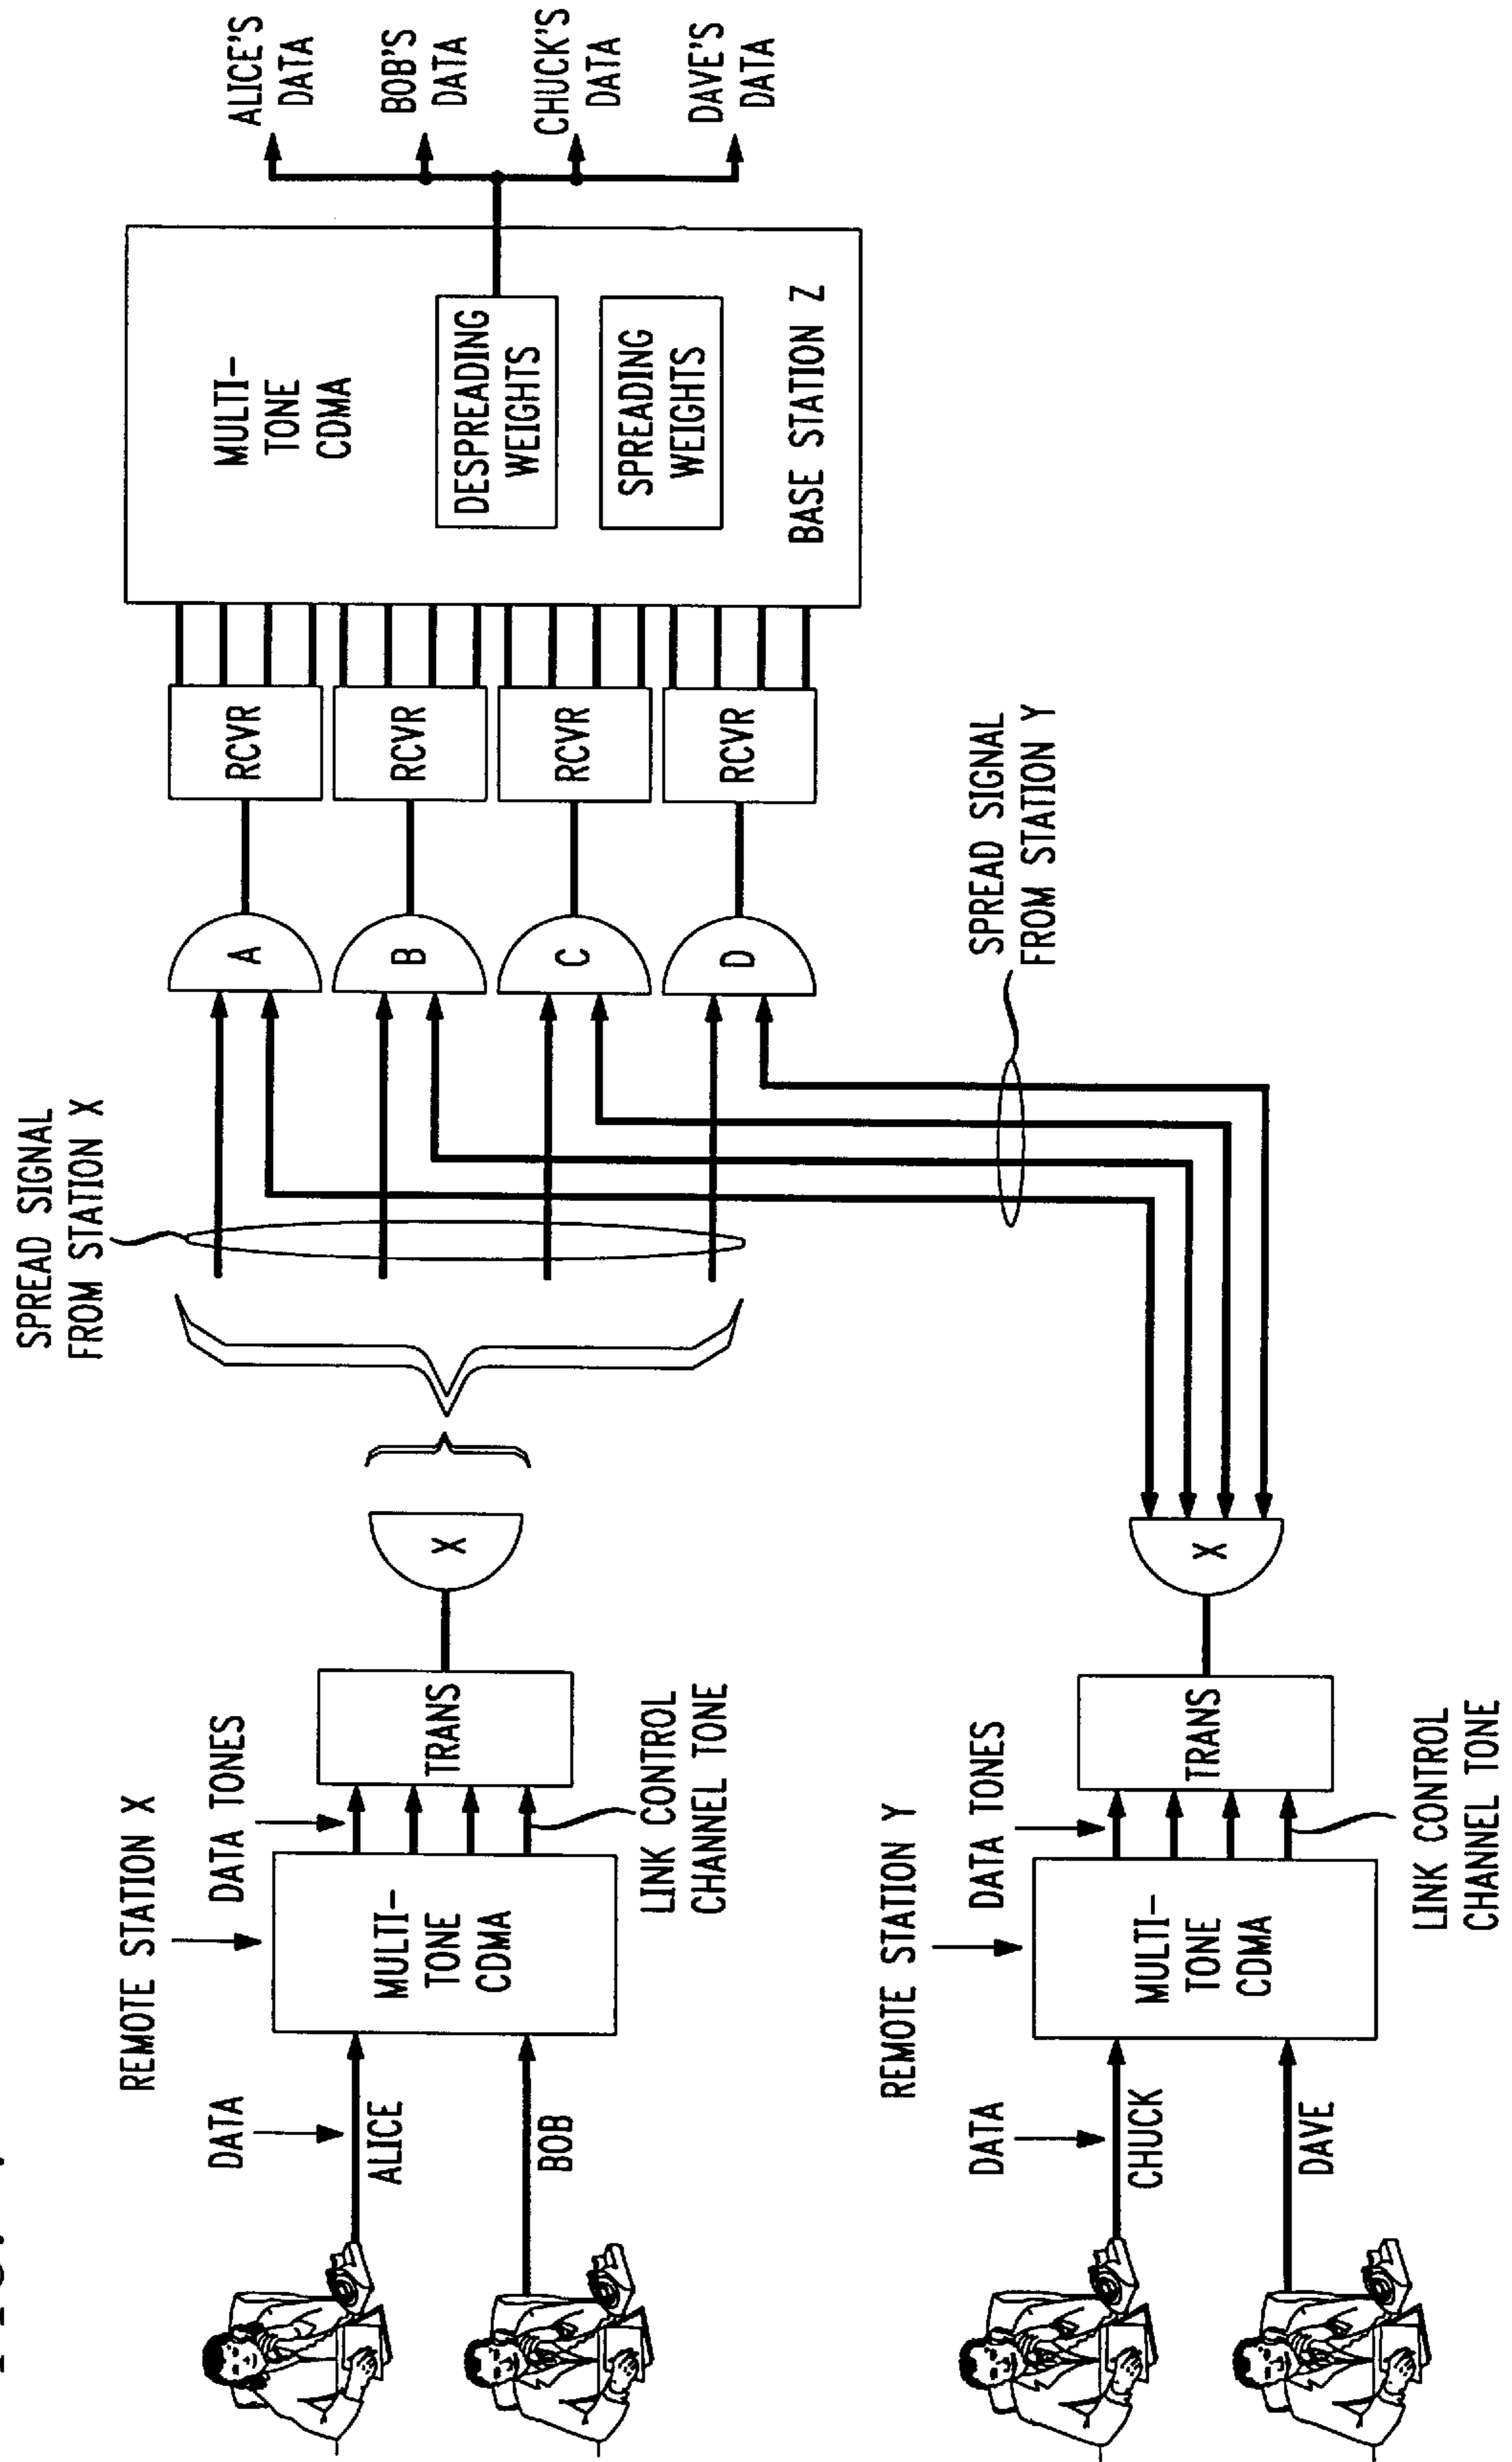 DATA
ALICE
BOB
REMOTE STATION X
MULTI-
TONE
CDMA
DATA TONES
LINK CONTROL
CHANNEL TONE
TRANS
X
SPREAD SIGNAL
FROM STATION X
A
B
C
D
RCVR
RCVR
RCVR
RCVR
MULTI-
TONE
CDMA
DESPREADING
WEIGHTS
SPREADING
WEIGHTS
BASE STATION Z
ALICE'S
DATA
BOB'S
DATA
CHUCK'S
DATA
DAVE'S
DATA
DATA
CHUCK
DAVE
REMOTE STATION Y
MULTI-
TONE
CDMA
DATA TONES
LINK CONTROL
CHANNEL TONE
TRANS
X
SPREAD SIGNAL
FROM STATION Y